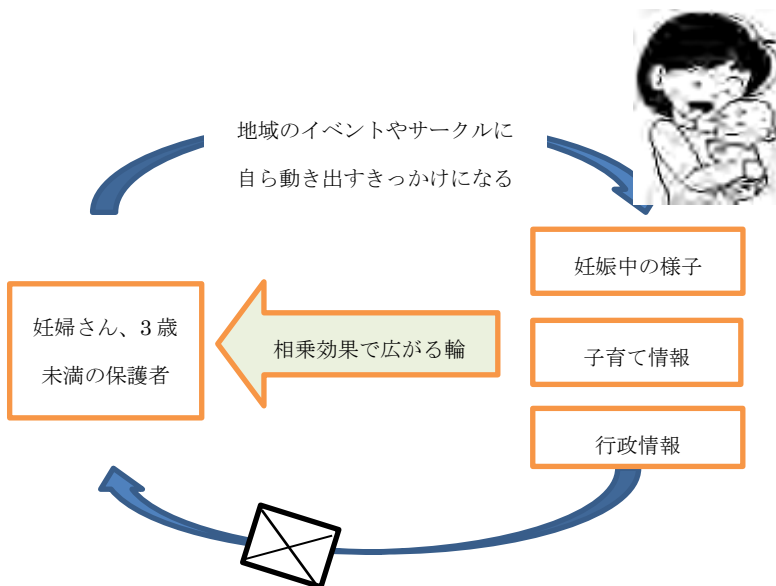 地域のイベントやサークルに
自ら動き出すきっかけになる
妊娠中の様子
妊婦さん、3歳
未満の保護者
相乗効果で広がる輪
子育て情報
行政情報